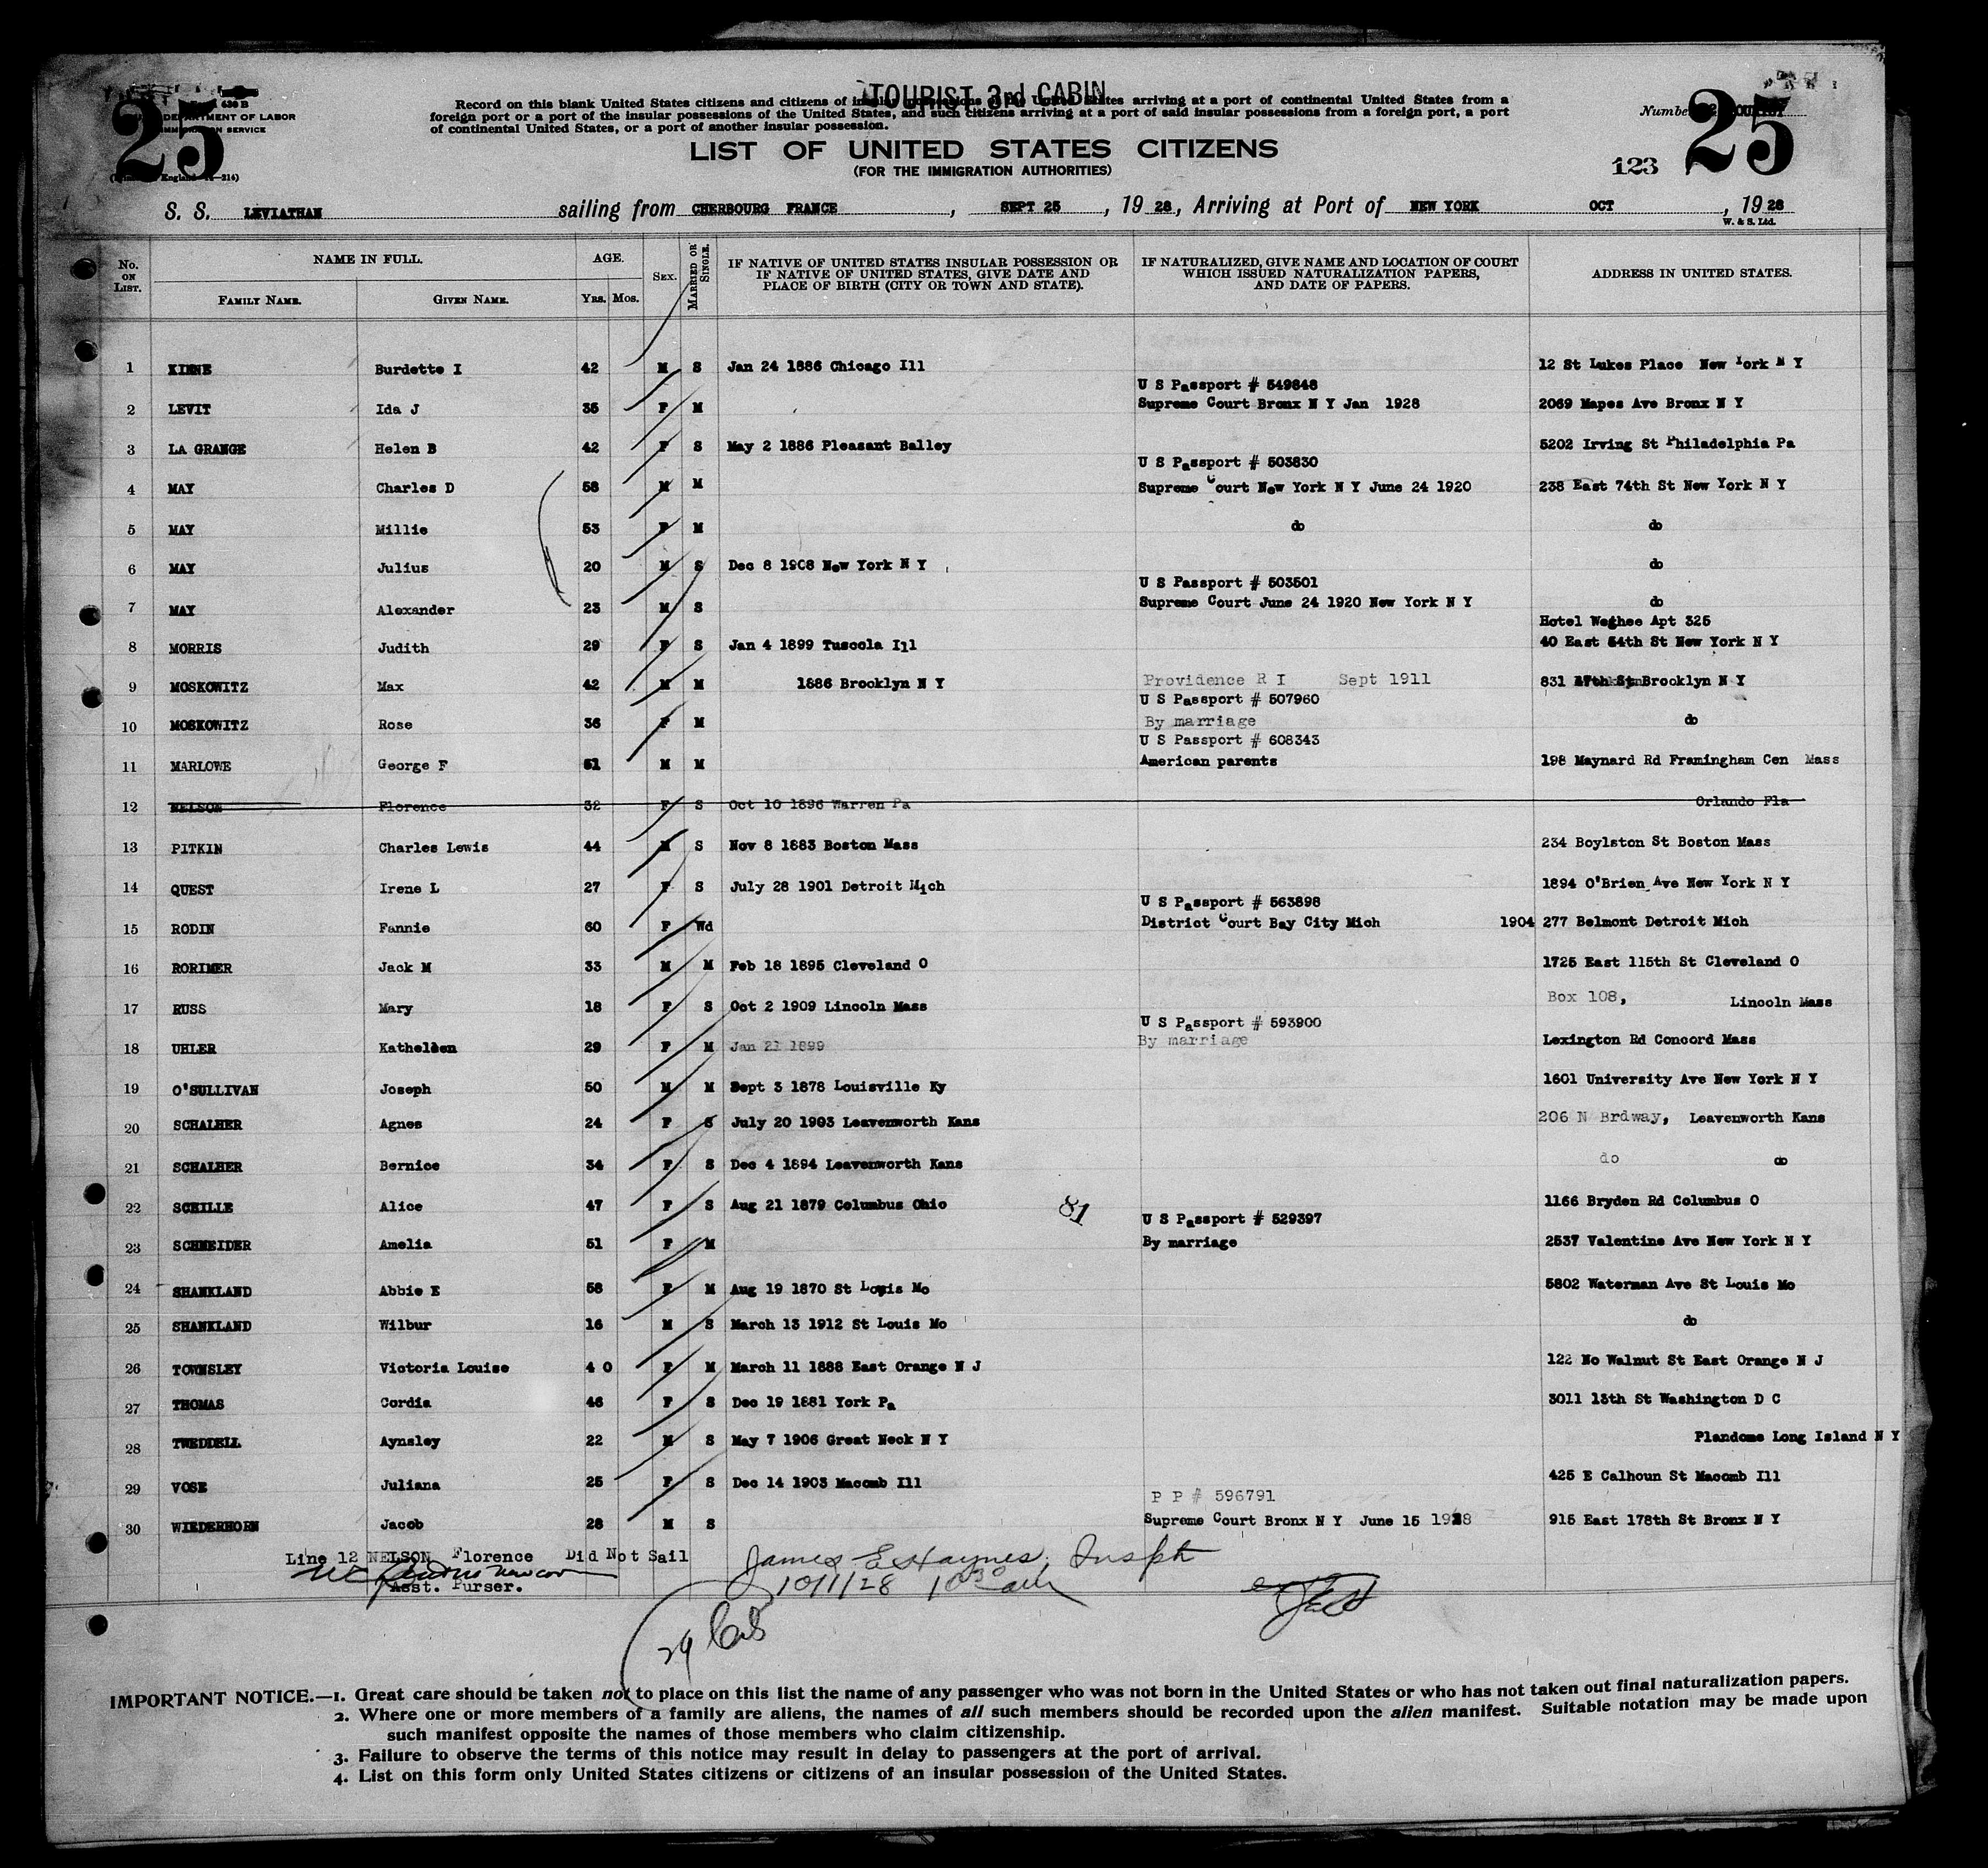 TOURIST 3rd CABIN
25
630 B
DEPARTMENT OF LABOR
IMMIGRATION SERVICE
Record on this blank United States citizens and citizens of insular possessions of the United States arriving at a port of continental United States from a
foreign port or a port of the insular possessions of the United States, and such citizens arriving at a port of said insular possessions from a foreign port, a port
of continental United States, or a port of another insular possession.
Number
25
LIST OF UNITED STATES CITIZENS
(FOR THE IMMIGRATION AUTHORITIES)
123
S. S. LEVIATHAN sailing from CHERBOURG FRANCE, SEPT 25, 19 28, Arriving at Port of NEW YORK OCT, 19 28
W. & S. Ltd.
No. ON LIST. NAME IN FULL. FAMILY NAME. GIVEN NAME. AGE. YRS. MOS. SEX. MARRIED OR SINGLE. IF NATIVE OF UNITED STATES INSULAR POSSESSION OR IF NATIVE OF UNITED STATES, GIVE DATE AND PLACE OF BIRTH (CITY OR TOWN AND STATE). IF NATURALIZED, GIVE NAME AND LOCATION OF COURT WHICH ISSUED NATURALIZATION PAPERS, AND DATE OF PAPERS. ADDRESS IN UNITED STATES.
1 KIENE Burdette I 42 M S Jan 24 1886 Chicago Ill 12 St Lukes Place New York N Y
U S Passport # 549848
2 LEVIT Ida J 35 F M Supreme Court Bronx N Y Jan 1928 2069 Mapes Ave Bronx N Y
3 LA GRANGE Helen B 42 F S May 2 1886 Pleasant Balley 5202 Irving St Philadelphia Pa
U S Passport # 503830
4 MAY Charles D 58 M M Supreme Court New York N Y June 24 1920 238 East 74th St New York N Y
5 MAY Millie 53 F M do do
6 MAY Julius 20 M S Dec 8 1908 New York N Y do
U S Passport # 503501
7 MAY Alexander 23 M S Supreme Court June 24 1920 New York N Y do
Hotel Weghee Apt 325
8 MORRIS Judith 29 F S Jan 4 1899 Tuscola Ill 40 East 54th St New York N Y
9 MOSKOWITZ Max 42 M M 1886 Brooklyn N Y Providence R I Sept 1911 831 47th St Brooklyn N Y
U S Passport # 507960
10 MOSKOWITZ Rose 36 F M By marriage do
U S Passport # 608343
11 MARLOWE George F 51 M M American parents 198 Maynard Rd Framingham Cen Mass
12 NELSON Florence 32 F S Oct 10 1896 Warren Pa Orlando Fla
13 PITKIN Charles Lewis 44 M S Nov 8 1883 Boston Mass 234 Boylston St Boston Mass
14 QUEST Irene L 27 F S July 28 1901 Detroit Mich 1894 O'Brien Ave New York N Y
U S Passport # 563898
15 RODIN Fannie 60 F Wd District Court Bay City Mich 1904 277 Belmont Detroit Mich
16 RORIMER Jack M 33 M M Feb 18 1895 Cleveland O 1725 East 115th St Cleveland O
17 RUSS Mary 18 F S Oct 2 1909 Lincoln Mass Box 108, Lincoln Mass
U S Passport # 593900
18 UHLER Kathelëen 29 F M Jan 21 1899 By marriage Lexington Rd Concord Mass
19 O'SULLIVAN Joseph 50 M M Sept 3 1878 Louisville Ky 1601 University Ave New York N Y
20 SCHALHER Agnes 24 F S July 20 1903 Leavenworth Kans 206 N Brdway, Leavenworth Kans
21 SCHALHER Bernice 34 F S Dec 4 1894 Leavenworth Kans do do
22 SCHILLE Alice 47 F S Aug 21 1879 Columbus Ohio 81 1166 Bryden Rd Columbus O
U S Passport # 529397
23 SCHNEIDER Amelia 51 F M By marriage 2537 Valentine Ave New York N Y
24 SHANKLAND Abbie E 58 F M Aug 19 1870 St Louis Mo 5802 Waterman Ave St Louis Mo
25 SHANKLAND Wilbur 16 M S March 13 1912 St Louis Mo do
26 TOWNSLEY Victoria Louise 4 0 F M March 11 1888 East Orange N J 122 No Walnut St East Orange N J
27 THOMAS Cordia 46 F S Dec 19 1881 York Pa 3011 13th St Washington D C
28 TWEDDELL Aynsley 22 M S May 7 1906 Great Neck N Y Plandome Long Island N Y
29 VOSE Juliana 25 F S Dec 14 1903 Macomb Ill 425 E Calhoun St Macomb Ill
P P # 596791
30 WIEDERHORN Jacob 28 M S Supreme Court Bronx N Y June 15 1928 915 East 178th St Bronx N Y
Line 12 NELSON Florence Did Not Sail
Asst. Purser.
James E Haynes, Inspt
10/1/28 10 30 am
29 Cits
IMPORTANT NOTICE.—1. Great care should be taken not to place on this list the name of any passenger who was not born in the United States or who has not taken out final naturalization papers.
2. Where one or more members of a family are aliens, the names of all such members should be recorded upon the alien manifest. Suitable notation may be made upon
such manifest opposite the names of those members who claim citizenship.
3. Failure to observe the terms of this notice may result in delay to passengers at the port of arrival.
4. List on this form only United States citizens or citizens of an insular possession of the United States.